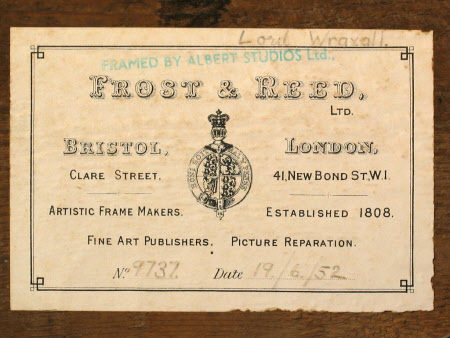 Lord Wraxall.
FRAMED BY ALBERT STUDIOS Ltd.,
FROST & REED,
LTD.
BRISTOL. LONDON.
CLARE STREET. 41, NEW BOND ST. W.1.
ARTISTIC FRAME MAKERS. ESTABLISHED 1808.
FINE ART PUBLISHERS. PICTURE REPARATION.
No. 9737. Date 19/6/52